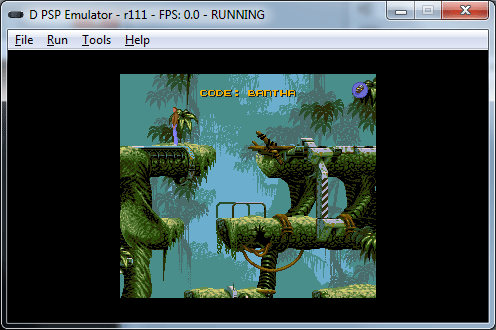 D PSP Emulator - r111 - FPS: 0.0 - RUNNING
File Run Tools Help
CODE: BANTHA